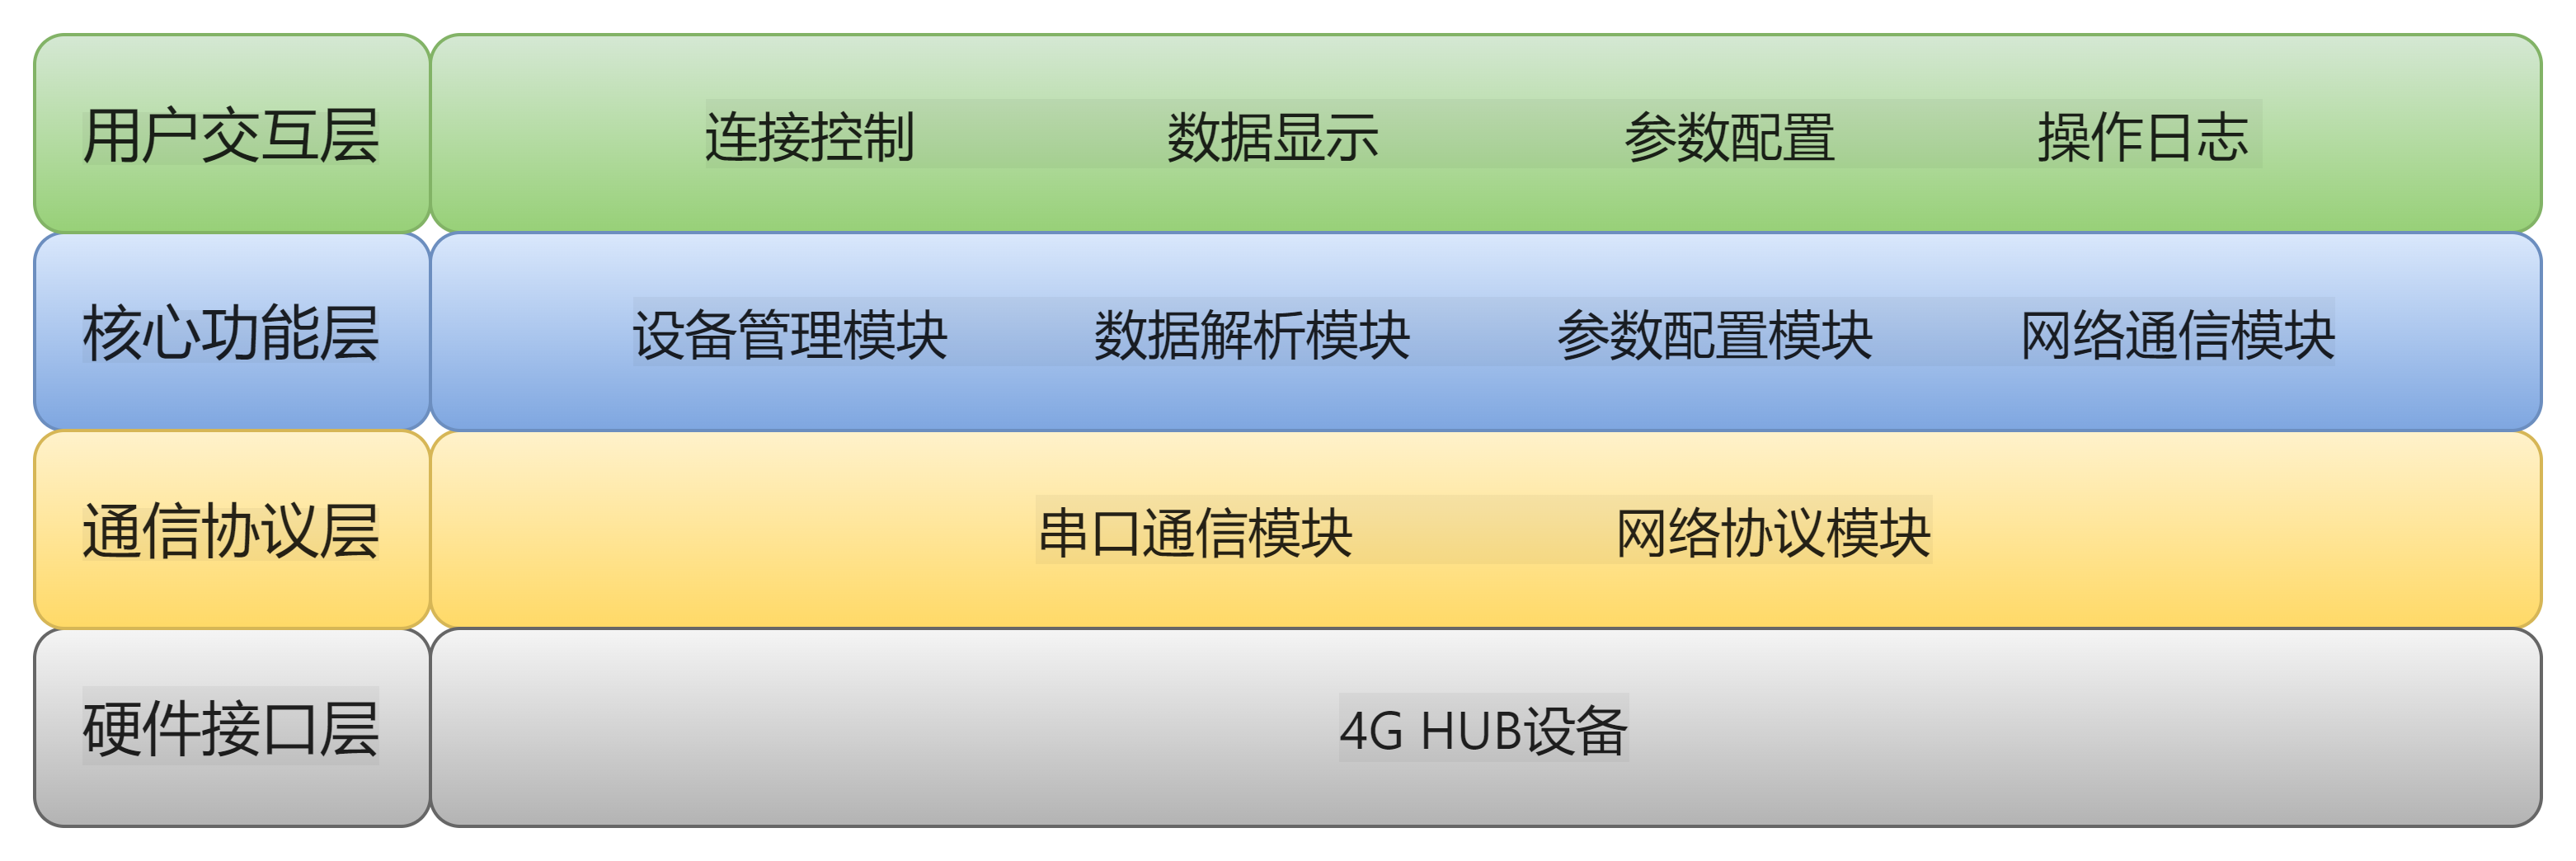 用户交互层
连接控制 数据显示 参数配置 操作日志
核心功能层
设备管理模块 数据解析模块 参数配置模块 网络通信模块
通信协议层
串口通信模块 网络协议模块
硬件接口层
4G HUB设备